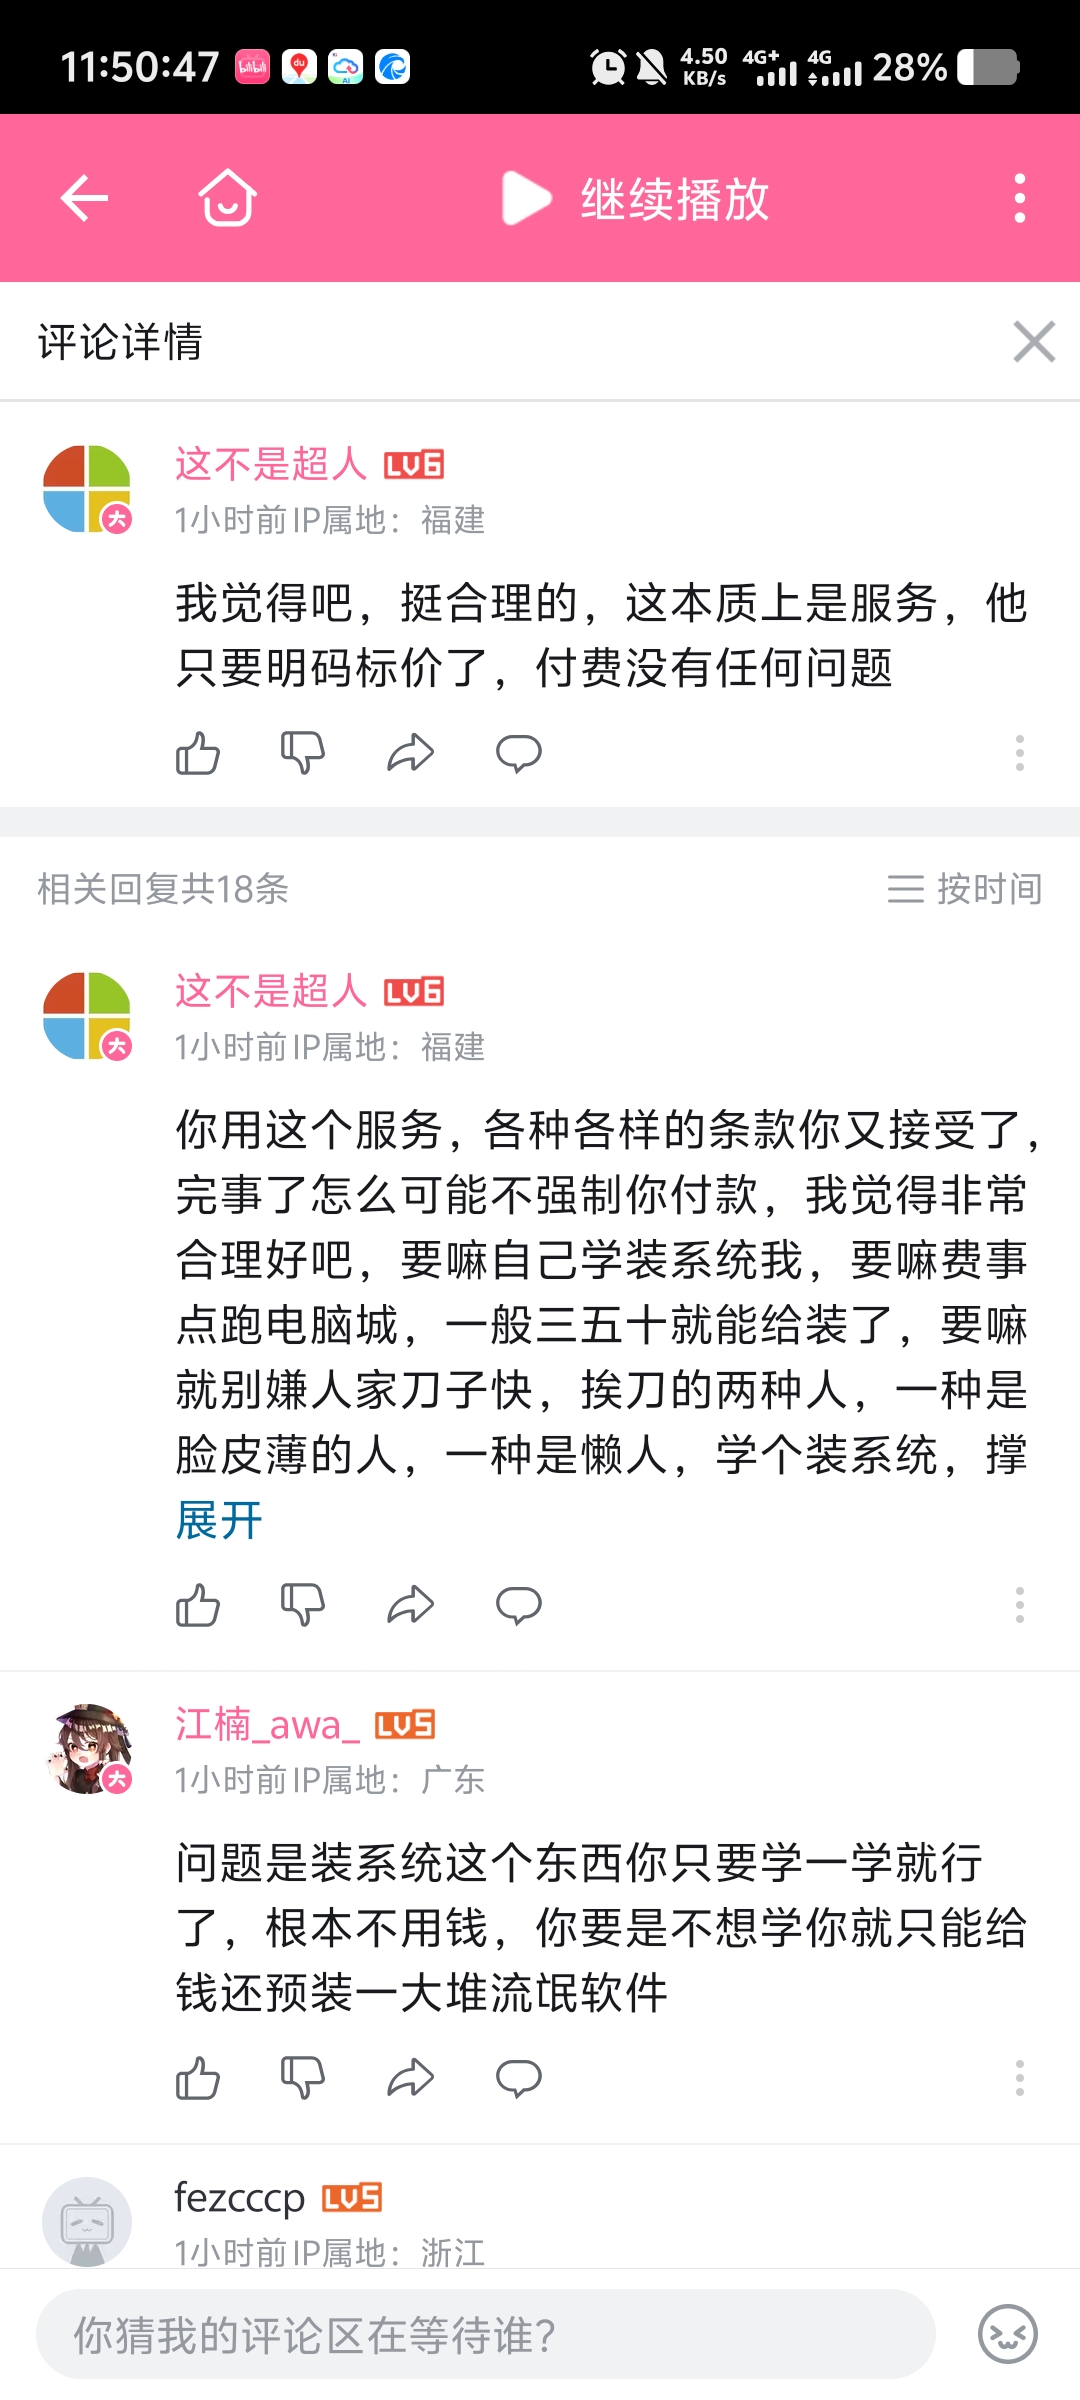 11:50:47 4.50 KB/s 4G+ 4G 28%
继续播放
评论详情
这不是超人 LV6
1小时前 IP属地：福建
我觉得吧，挺合理的，这本质上是服务，他
只要明码标价了，付费没有任何问题
相关回复共18条 按时间
这不是超人 LV6
1小时前 IP属地：福建
你用这个服务，各种各样的条款你又接受了，
完事了怎么可能不强制你付款，我觉得非常
合理好吧，要嘛自己学装系统我，要嘛费事
点跑电脑城，一般三五十就能给装了，要嘛
就别嫌人家刀子快，挨刀的两种人，一种是
脸皮薄的人，一种是懒人，学个装系统，撑
展开
江楠_awa_ LV5
1小时前 IP属地：广东
问题是装系统这个东西你只要学一学就行
了，根本不用钱，你要是不想学你就只能给
钱还预装一大堆流氓软件
fezcccp LV5
1小时前 IP属地：浙江
你猜我的评论区在等待谁?